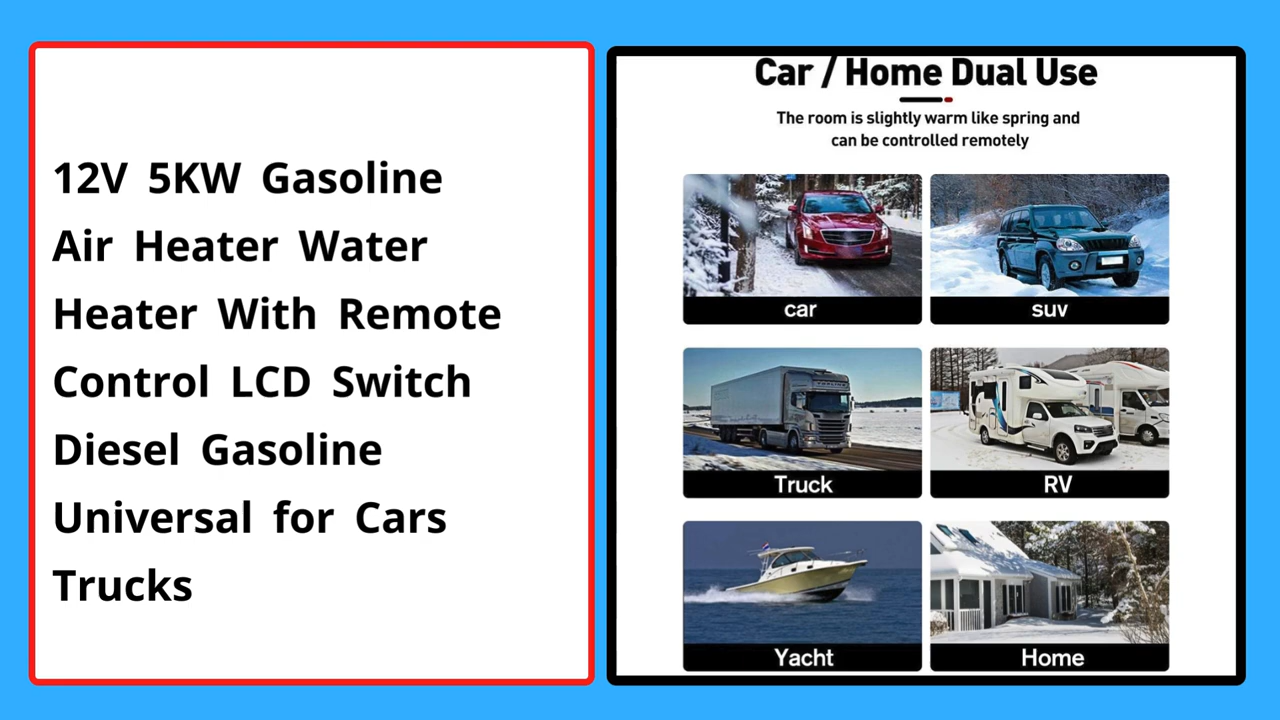 12V 5KW Gasoline
Air Heater Water
Heater With Remote
Control LCD Switch
Diesel Gasoline
Universal for Cars
Trucks
Car / Home Dual Use
The room is slightly warm like spring and
can be controlled remotely
car
suv
Truck
RV
Yacht
Home